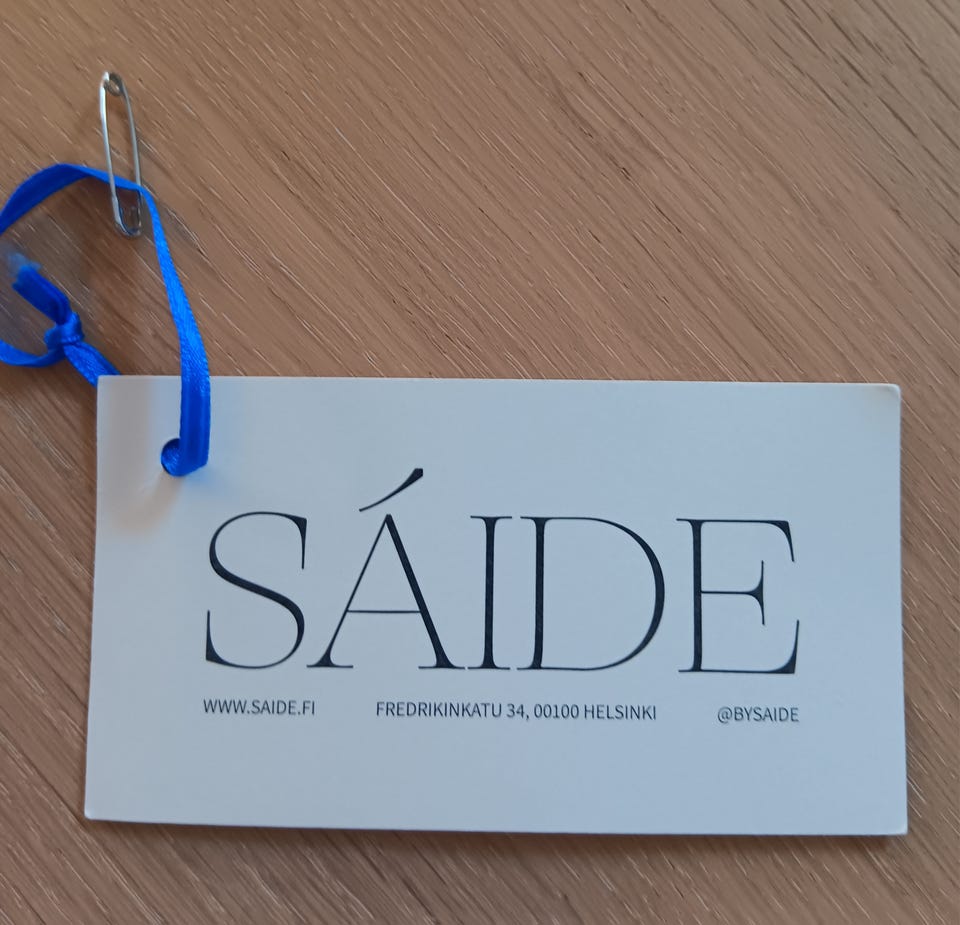 SÁIDE
WWW.SAIDE.FI FREDRIKINKATU 34, 00100 HELSINKI @BYSAIDE